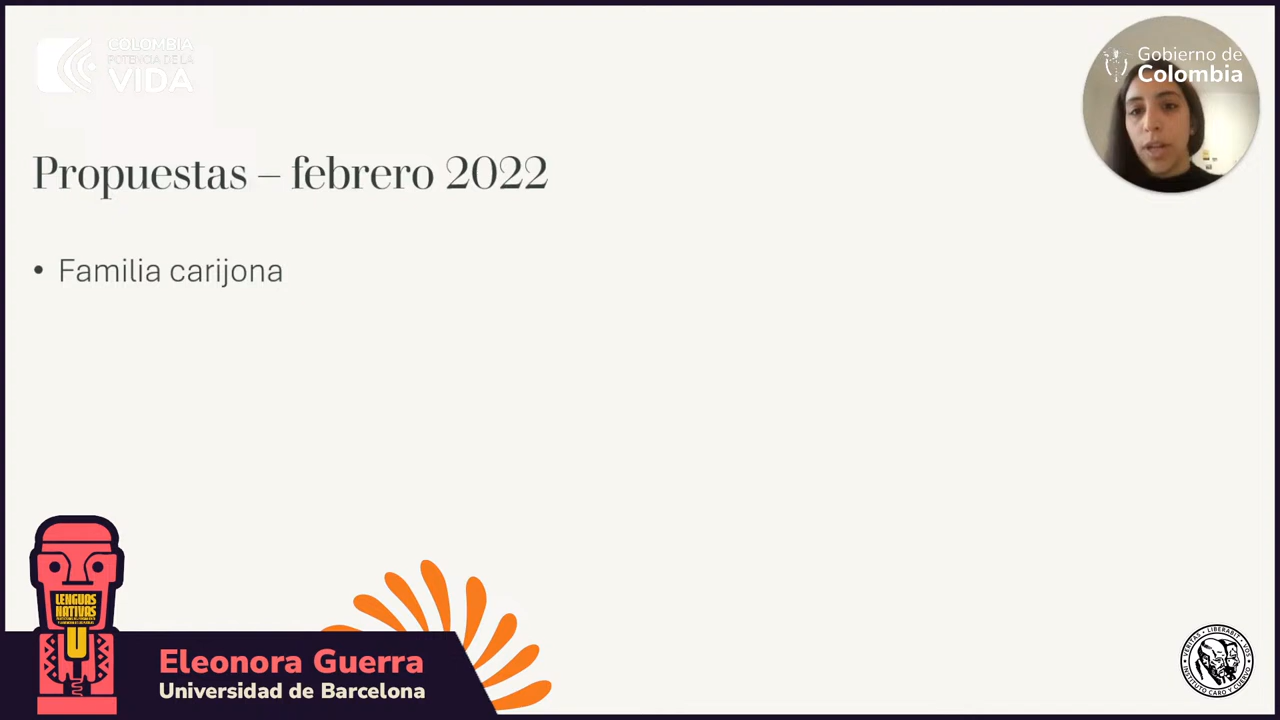 COLOMBIA
POTENCIA DE LA
VIDA
Gobierno de
Colombia
Propuestas – febrero 2022
• Familia carijona
LENGUAS
NATIVAS
Eleonora Guerra
Universidad de Barcelona
VERITAS • LIBERABIT • VOS
INSTITUTO CARO Y CUERVO